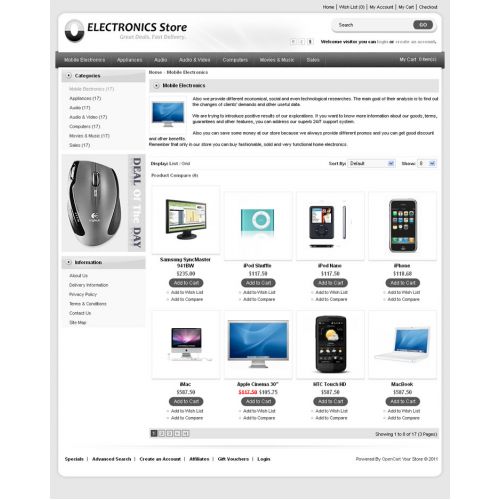 Home Wish List (0) My Account My Cart Checkout
ELECTRONICS Store
Great Deals. Fast Delivery.
Search GO
€ £ $ Welcome visitor you can login or create an account.
Mobile Electronics Appliances Audio Audio & Video Computers Movies & Music Sales My Cart 0 item(s)
Categories
Mobile Electronics (17)
Appliances (17)
Audio (17)
Audio & Video (17)
Computers (17)
Movies & Music (17)
Sales (17)
DEAL Of The DAY
Information
About Us
Delivery Information
Privacy Policy
Terms & Conditions
Contact Us
Site Map
Home » Mobile Electronics
Mobile Electronics
Also we provide different economical, social and even technological researches. The main goal of their analysis is to find out the changes of clients' demands and other useful data.
We are trying to introduce positive results of our explorations. If you want to know more information about our goods, terms, guarantees and other features, you can address our superb 24/7 support system.
Also you can save some money at our store because we always provide different promos and you can get good discount and other benefits.
Remember that only in our store you can buy fashionable, solid and very functional home electronics.
Display: List / Grid Sort By: Default Show: 8
Product Compare (0)
Samsung SyncMaster 941BW
$235.00
Add to Cart
Add to Wish List
Add to Compare
iPod Shuffle
$117.50
Add to Cart
Add to Wish List
Add to Compare
iPod Nano
$117.50
Add to Cart
Add to Wish List
Add to Compare
iPhone
$118.68
Add to Cart
Add to Wish List
Add to Compare
iMac
$587.50
Add to Cart
Add to Wish List
Add to Compare
Apple Cinema 30"
$117.50 $105.75
Add to Cart
Add to Wish List
Add to Compare
HTC Touch HD
$587.50
Add to Cart
Add to Wish List
Add to Compare
MacBook
$587.50
Add to Cart
Add to Wish List
Add to Compare
1 2 3 > >| Showing 1 to 8 of 17 (3 Pages)
Specials | Advanced Search | Create an Account | Affiliates | Gift Vouchers | Login
Powered By OpenCart Your Store © 2011